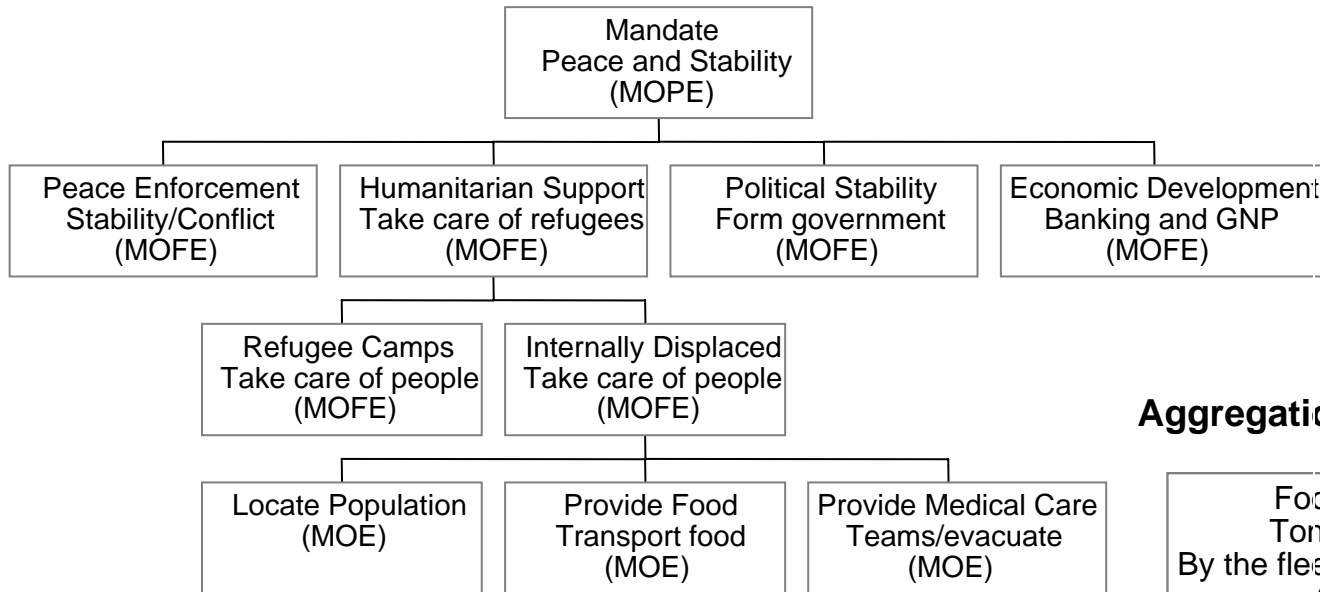 Mandate
Peace and Stability
(MOPE)
Peace Enforcement
Stability/Conflict
(MOFE)
Humanitarian Support
Take care of refugees
(MOFE)
Political Stability
Form government
(MOFE)
Economic Development
Banking and GNP
(MOFE)
Refugee Camps
Take care of people
(MOFE)
Internally Displaced
Take care of people
(MOFE)
Locate Population
(MOE)
Provide Food
Transport food
(MOE)
Provide Medical Care
Teams/evacuate
(MOE)
By the